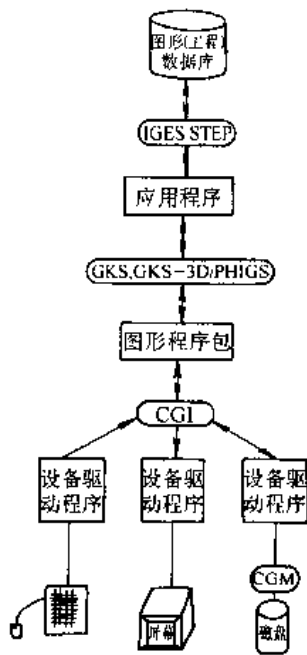 图形(工程)
数据库
IGES STEP
应用程序
GKS,GKS-3D/PHIGS
图形程序包
CGI
设备驱动程序
设备驱动程序
设备驱动程序
CGM
屏幕
磁盘